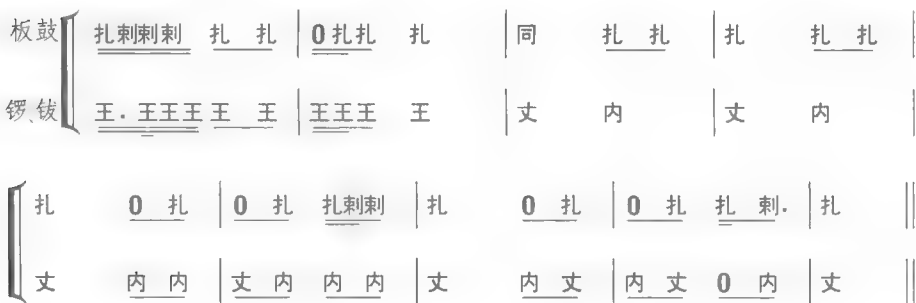 板鼓 扎刺刺刺 扎 扎 0扎扎 扎 同 扎 扎 扎 扎 扎
锣、钹 王. 王王王 王 王 王王王 王 丈 内 丈 内
扎 0 扎 0 扎 扎刺刺 扎 0 扎 0 扎 扎 刺. 扎
丈 内 内 丈 内 内 内 丈 内 丈 内 丈 0 内 丈